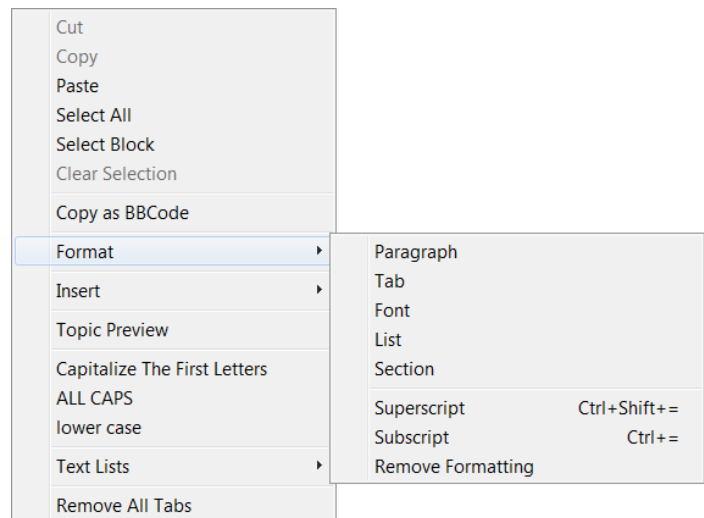 Cut
Copy
Paste
Select All
Select Block
Clear Selection
Copy as BBCode
Format
Insert
Topic Preview
Capitalize The First Letters
ALL CAPS
lower case
Text Lists
Remove All Tabs
Paragraph
Tab
Font
List
Section
Superscript Ctrl+Shift+=
Subscript Ctrl+=
Remove Formatting